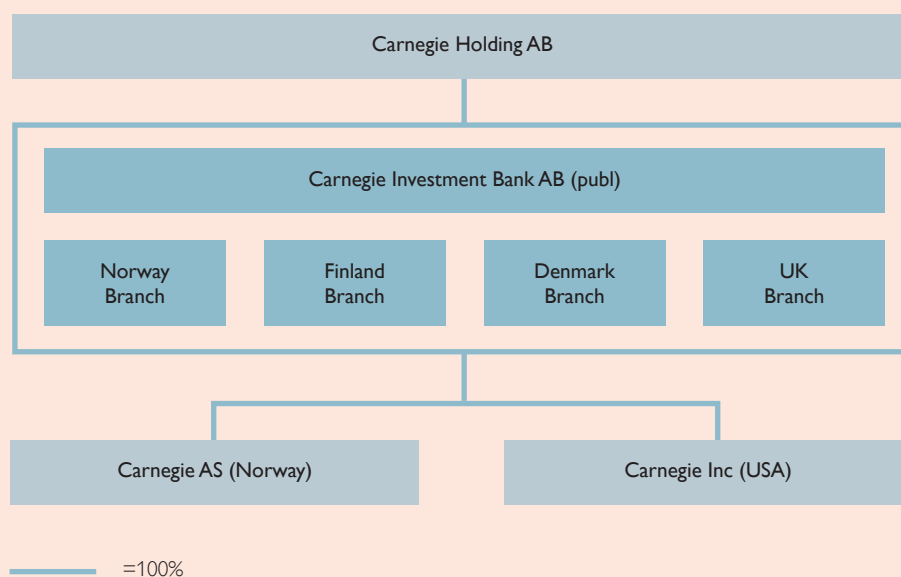 Carnegie Holding AB
Carnegie Investment Bank AB (publ)
Norway
Branch
Finland
Branch
Denmark
Branch
UK
Branch
Carnegie AS (Norway)
Carnegie Inc (USA)
=100%